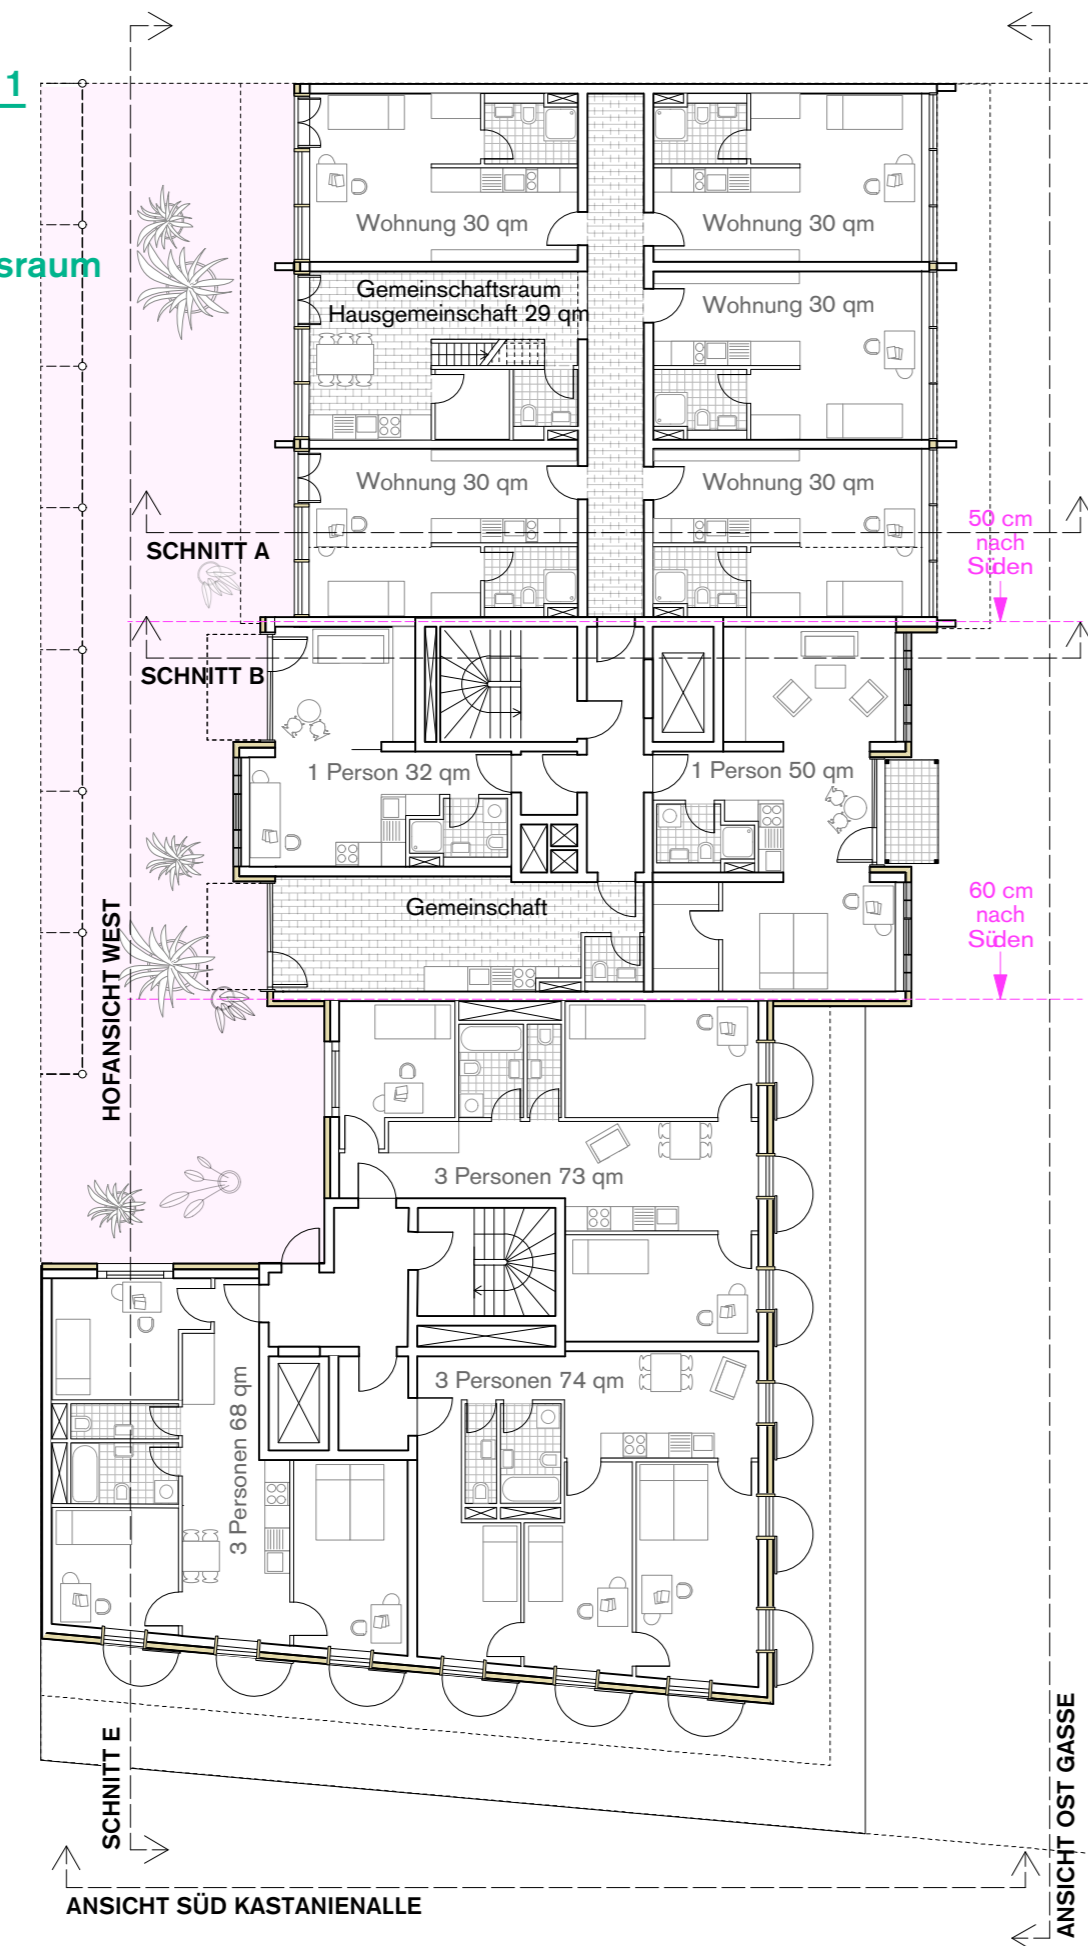 1
sraum
Wohnung 30 qm
Wohnung 30 qm
Gemeinschaftsraum
Hausgemeinschaft 29 qm
Wohnung 30 qm
Wohnung 30 qm
Wohnung 30 qm
50 cm
nach
Süden
SCHNITT A
SCHNITT B
1 Person 32 qm
1 Person 50 qm
Gemeinschaft
60 cm
nach
Süden
HOFANSICHT WEST
3 Personen 73 qm
3 Personen 74 qm
3 Personen 68 qm
SCHNITT E
ANSICHT OST GASSE
ANSICHT SÜD KASTANIENALLE